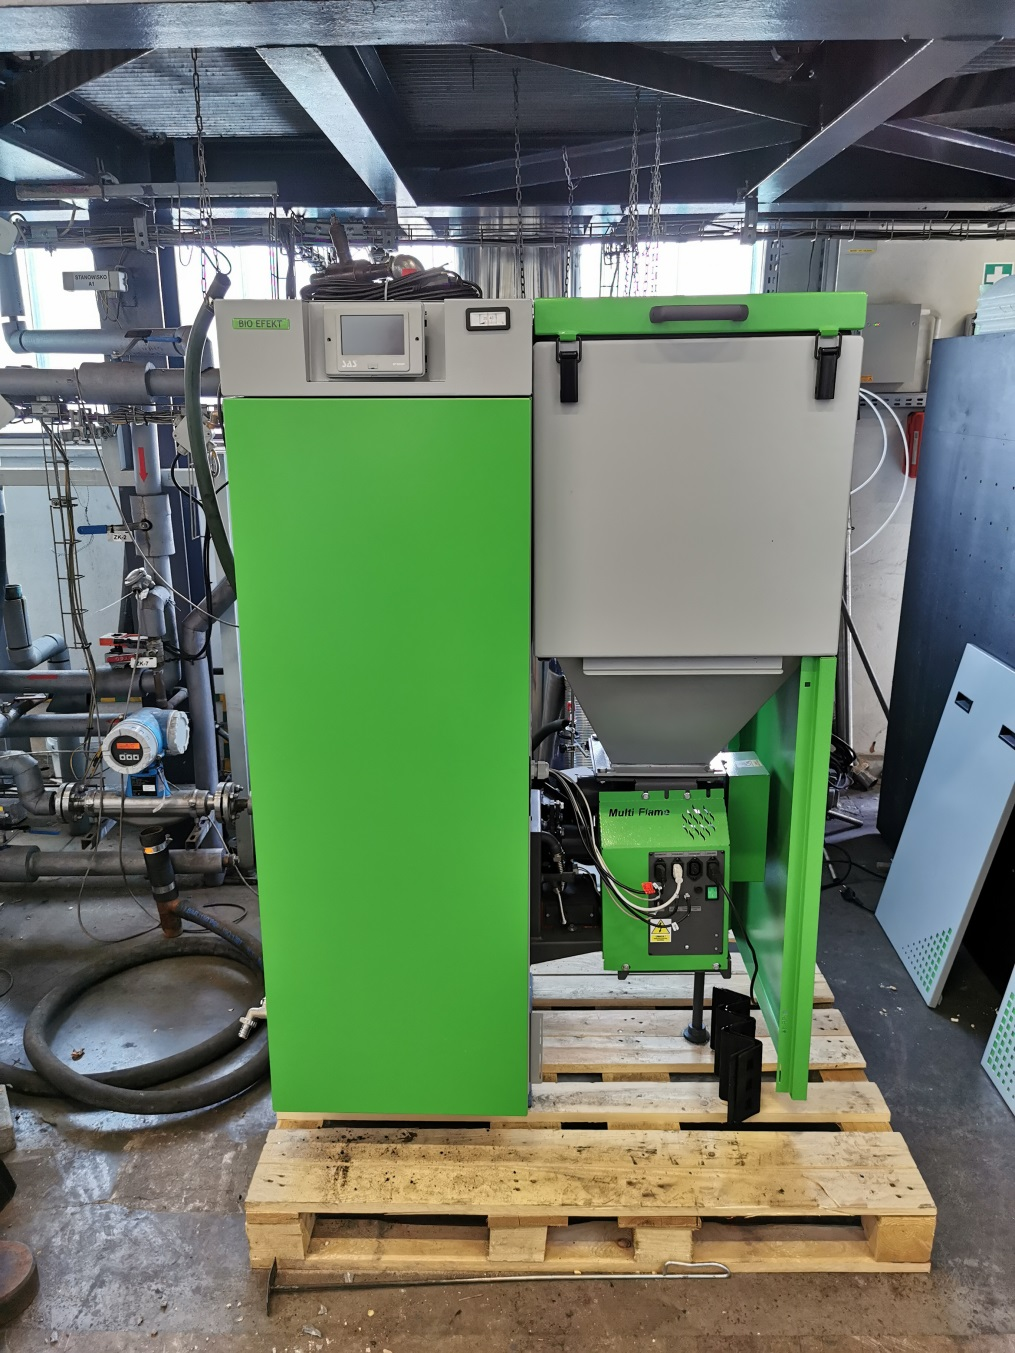 STANOWISKO
A1
BIO EFEKT
SAS
ZK-2
ZK-7
Multi Flame